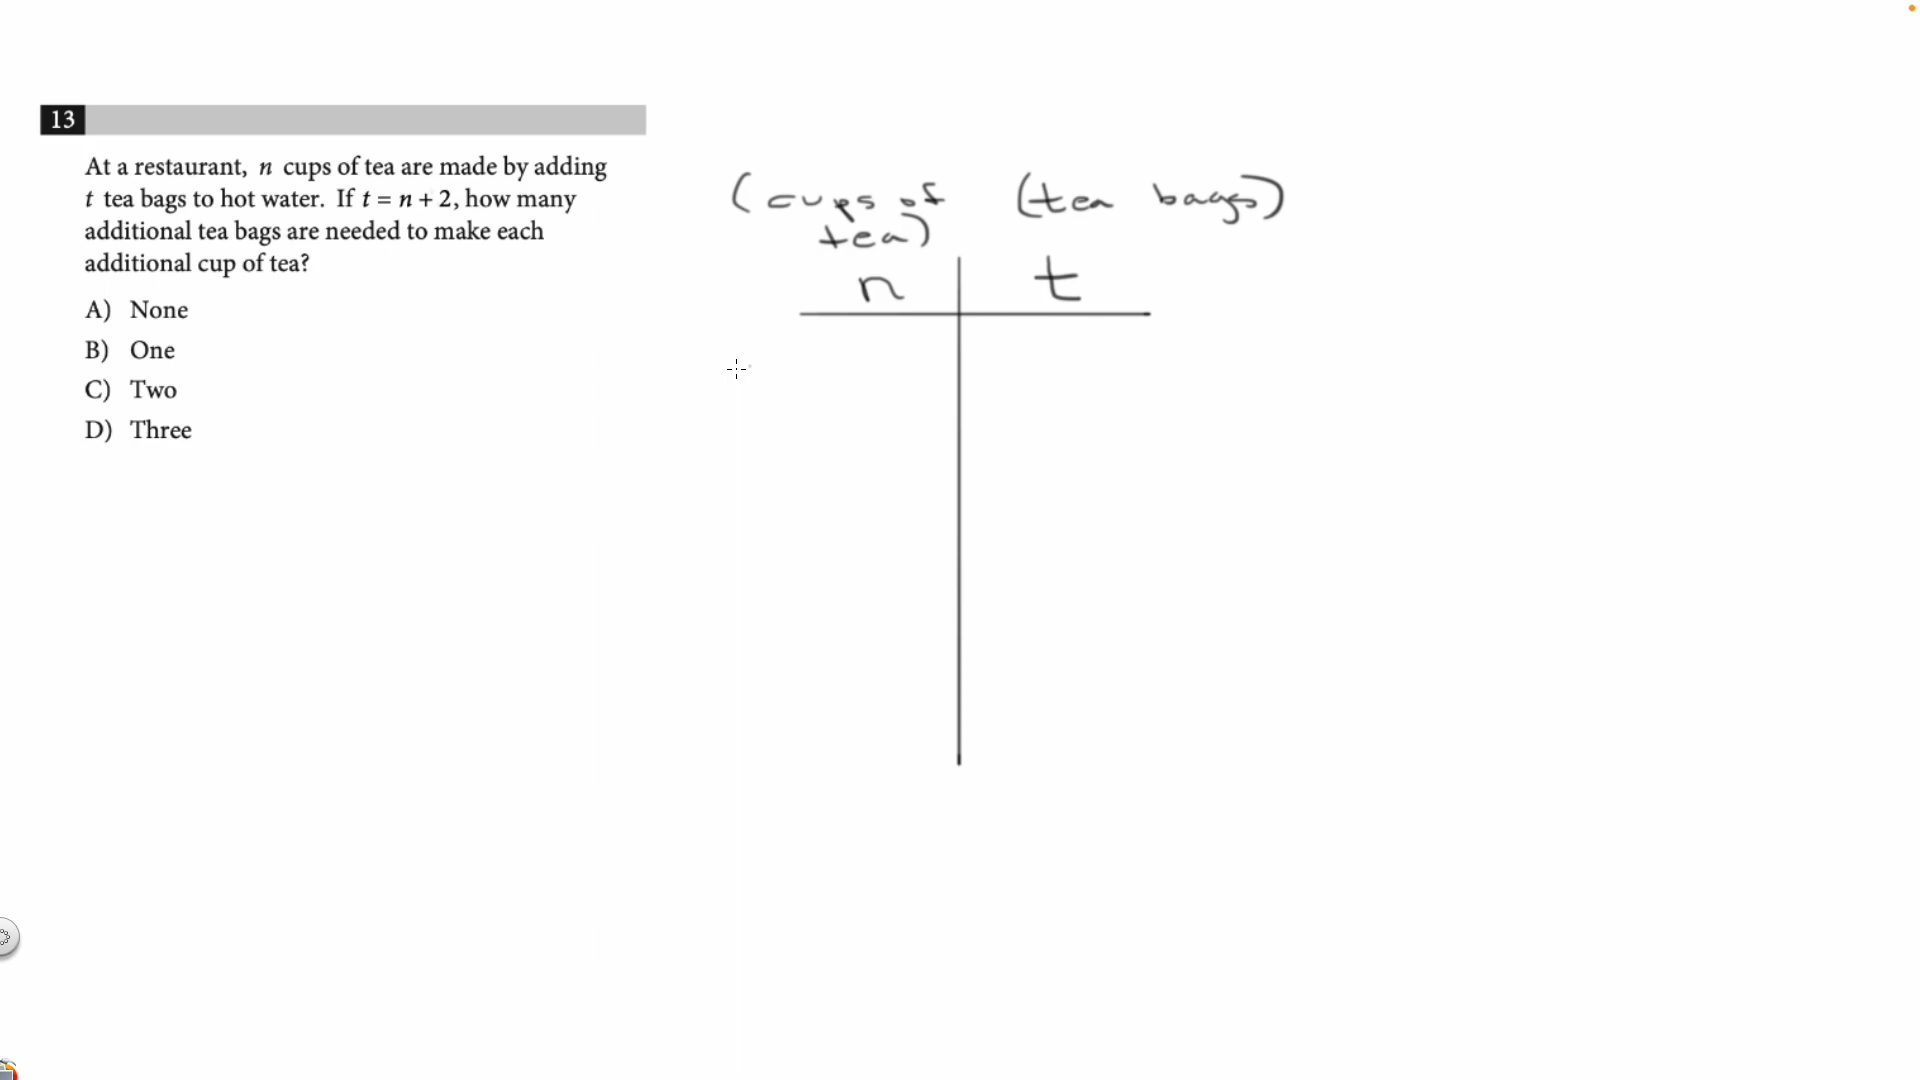 13
At a restaurant, n cups of tea are made by adding
t tea bags to hot water. If t = n + 2, how many
additional tea bags are needed to make each
additional cup of tea?
A) None
B) One
C) Two
D) Three
(cups of
tea)
(tea bags)
n
t